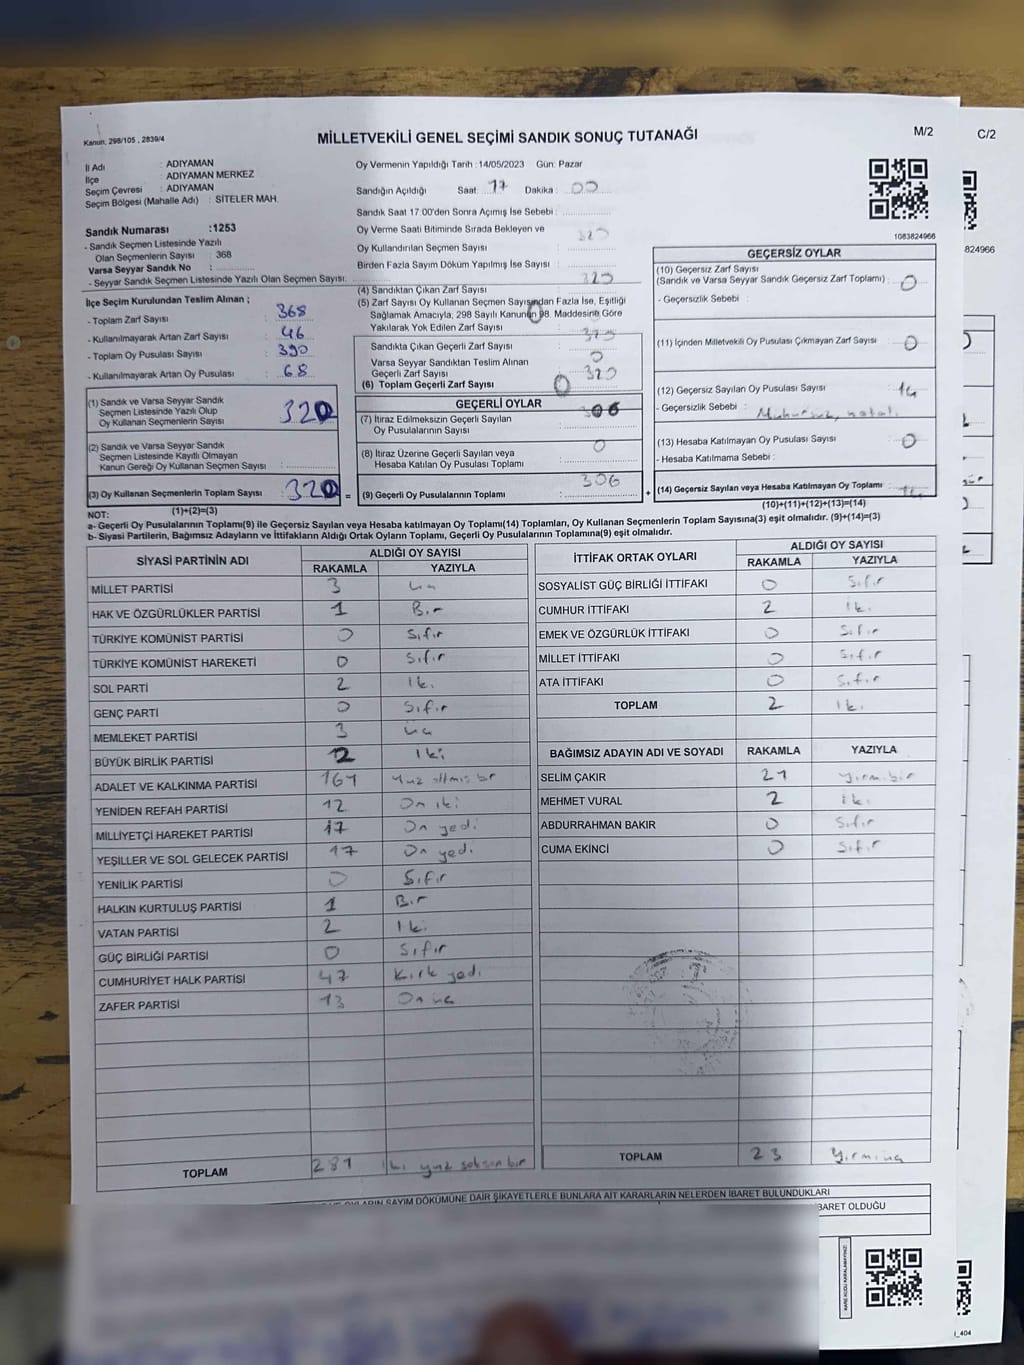 Kanun, 298/105 , 2839/4
MİLLETVEKİLİ GENEL SEÇİMİ SANDIK SONUÇ TUTANAĞI
M/2
C/2
İl Adı : ADIYAMAN
İlçe : ADIYAMAN MERKEZ
Seçim Çevresi : ADIYAMAN
Seçim Bölgesi (Mahalle Adı) : SİTELER MAH.
Sandık Numarası :1253
- Sandık Seçmen Listesinde Yazılı
Olan Seçmenlerin Sayısı : 368
Varsa Seyyar Sandık No :
- Seyyar Sandık Seçmen Listesinde Yazılı Olan Seçmen Sayısı:
İlçe Seçim Kurulundan Teslim Alınan ;
- Toplam Zarf Sayısı : 368
- Kullanılmayarak Artan Zarf Sayısı : 46
- Toplam Oy Pusulası Sayısı : 390
- Kullanılmayarak Artan Oy Pusulası : 68
(1) Sandık ve Varsa Seyyar Sandık
Seçmen Listesinde Yazılı Olup
Oy Kullanan Seçmenlerin Sayısı : 320
(2) Sandık ve Varsa Seyyar Sandık
Seçmen Listesinde Kayıtlı Olmayan
Kanun Gereği Oy Kullanan Seçmen Sayısı :
(3) Oy Kullanan Seçmenlerin Toplam Sayısı : 320 =
(1)+(2)=(3)
Oy Vermenin Yapıldığı Tarih :14/05/2023 Gün: Pazar
Sandığın Açıldığı Saat: 17 Dakika : 00
Sandık Saat 17:00'den Sonra Açımış İse Sebebi :
Oy Verme Saati Bitiminde Sırada Bekleyen ve
Oy Kullandırılan Seçmen Sayısı : 320
Birden Fazla Sayım Döküm Yapılmış İse Sayısı :
(4) Sandıktan Çıkan Zarf Sayısı : 320
(5) Zarf Sayısı Oy Kullanan Seçmen Sayısından Fazla İse, Eşitliği
Sağlamak Amacıyla, 298 Sayılı Kanunun 98. Maddesine Göre
Yakılarak Yok Edilen Zarf Sayısı
Sandıkta Çıkan Geçerli Zarf Sayısı : 320
Varsa Seyyar Sandıktan Teslim Alınan
Geçerli Zarf Sayısı : 0
(6) Toplam Geçerli Zarf Sayısı : 320
GEÇERLİ OYLAR
(7) İtiraz Edilmeksizin Geçerli Sayılan
Oy Pusulalarının Sayısı : 306
(8) İtiraz Üzerine Geçerli Sayılan veya
Hesaba Katılan Oy Pusulası Toplamı : 0
(9) Geçerli Oy Pusulalarının Toplamı : 306 +
1083824966
824966
GEÇERSİZ OYLAR
(10) Geçersiz Zarf Sayısı
(Sandık ve Varsa Seyyar Sandık Geçersiz Zarf Toplamı) : 0
- Geçersizlik Sebebi :
(11) İçinden Milletvekili Oy Pusulası Çıkmayan Zarf Sayısı : 0
(12) Geçersiz Sayılan Oy Pusulası Sayısı : 14
- Geçersizlik Sebebi :
(13) Hesaba Katılmayan Oy Pusulası Sayısı : 0
- Hesaba Katılmama Sebebi :
(14) Geçersiz Sayılan veya Hesaba Katılmayan Oy Toplamı : 14
(10)+(11)+(12)+(13)=(14)
NOT:
a- Geçerli Oy Pusulalarının Toplamı(9) ile Geçersiz Sayılan veya Hesaba katılmayan Oy Toplamı(14) Toplamları, Oy Kullanan Seçmenlerin Toplam Sayısına(3) eşit olmalıdır. (9)+(14)=(3)
b- Siyasi Partilerin, Bağımsız Adayların ve İttifakların Aldığı Ortak Oyların Toplamı, Geçerli Oy Pusulalarının Toplamına(9) eşit olmalıdır.
SİYASİ PARTİNİN ADI ALDIĞI OY SAYISI
RAKAMLA YAZIYLA
MİLLET PARTİSİ 3 üç
HAK VE ÖZGÜRLÜKLER PARTİSİ 1 Bir
TÜRKİYE KOMÜNİST PARTİSİ 0 Sıfır
TÜRKİYE KOMÜNİST HAREKETİ 0 Sıfır
SOL PARTİ 2 İki
GENÇ PARTİ 0 Sıfır
MEMLEKET PARTİSİ 3 üç
BÜYÜK BİRLİK PARTİSİ 2 İki
ADALET VE KALKINMA PARTİSİ 161 Yüz altmış bir
YENİDEN REFAH PARTİSİ 12 On iki
MİLLİYETÇİ HAREKET PARTİSİ 17 On yedi
YEŞİLLER VE SOL GELECEK PARTİSİ 17 On yedi
YENİLİK PARTİSİ 0 Sıfır
HALKIN KURTULUŞ PARTİSİ 1 Bir
VATAN PARTİSİ 2 İki
GÜÇ BİRLİĞİ PARTİSİ 0 Sıfır
CUMHURİYET HALK PARTİSİ 47 Kırk yedi
ZAFER PARTİSİ 13 On üç
TOPLAM 281 İki yüz seksen bir
İTTİFAK ORTAK OYLARI ALDIĞI OY SAYISI
RAKAMLA YAZIYLA
SOSYALİST GÜÇ BİRLİĞİ İTTİFAKI 0 Sıfır
CUMHUR İTTİFAKI 2 İki
EMEK VE ÖZGÜRLÜK İTTİFAKI 0 Sıfır
MİLLET İTTİFAKI 0 Sıfır
ATA İTTİFAKI 0 Sıfır
TOPLAM 2 İki
BAĞIMSIZ ADAYIN ADI VE SOYADI RAKAMLA YAZIYLA
SELİM ÇAKIR 21 Yirmi bir
MEHMET VURAL 2 İki
ABDURRAHMAN BAKIR 0 Sıfır
CUMA EKİNCİ 0 Sıfır
TOPLAM 23 Yirmi üç
OYLARIN SAYIM DÖKÜMÜNE DAİR ŞİKAYETLERLE BUNLARA AİT KARARLARIN NELERDEN İBARET BULUNDUKLARI
İBARET OLDUĞU
KARE KODU KARALAMAYINIZ!